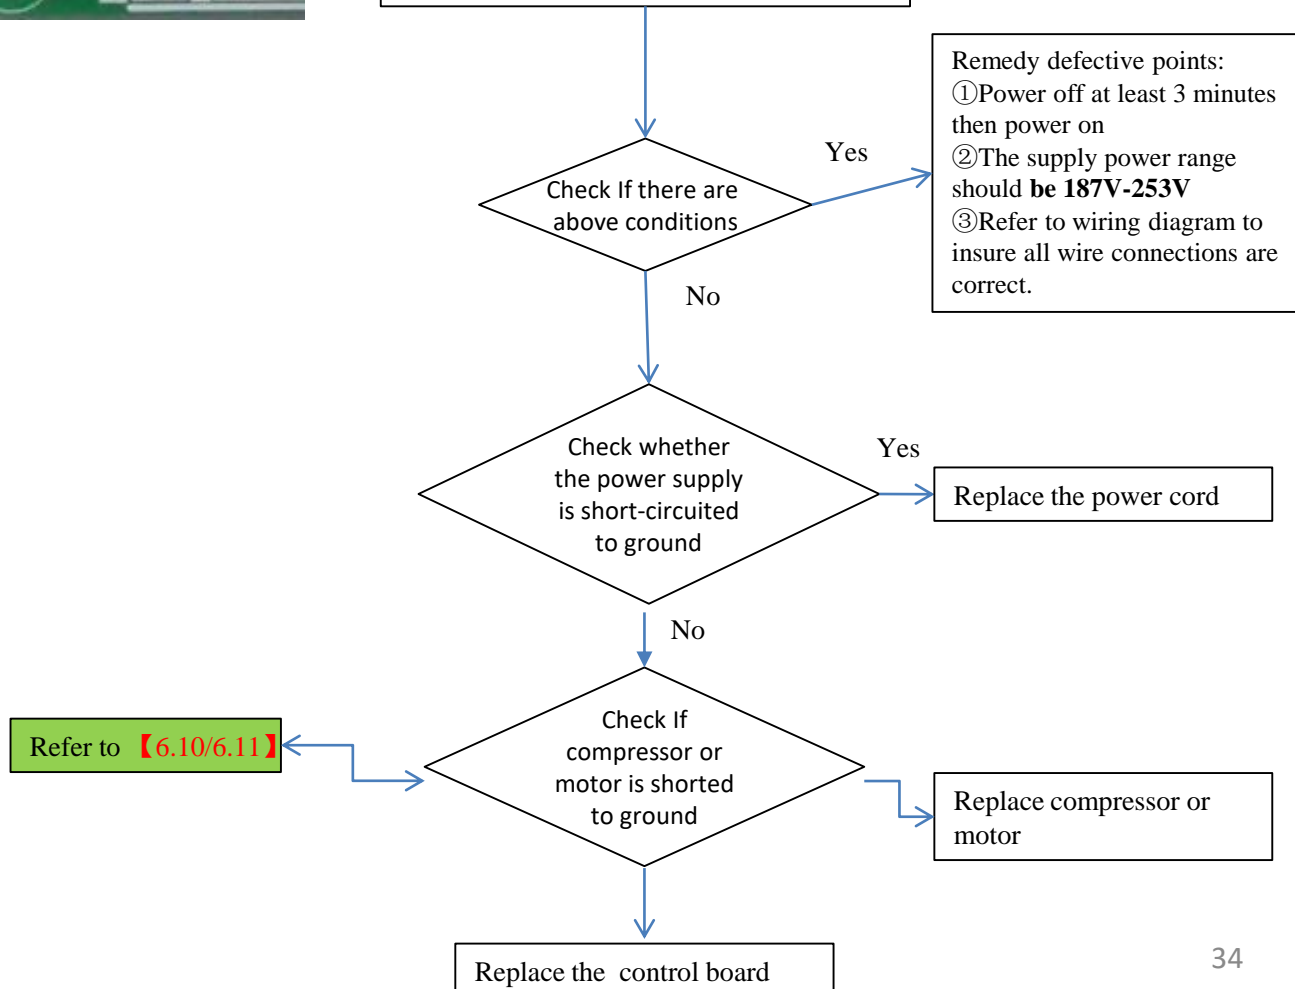 Remedy defective points:
①Power off at least 3 minutes
then power on
②The supply power range
should be 187V-253V
③Refer to wiring diagram to
insure all wire connections are
correct.
Yes
Check If there are
above conditions
No
Check whether
the power supply
is short-circuited
to ground
Yes
Replace the power cord
No
Check If
compressor or
motor is shorted
to ground
Refer to 【6.10/6.11】
Replace compressor or
motor
Replace the  control board
34